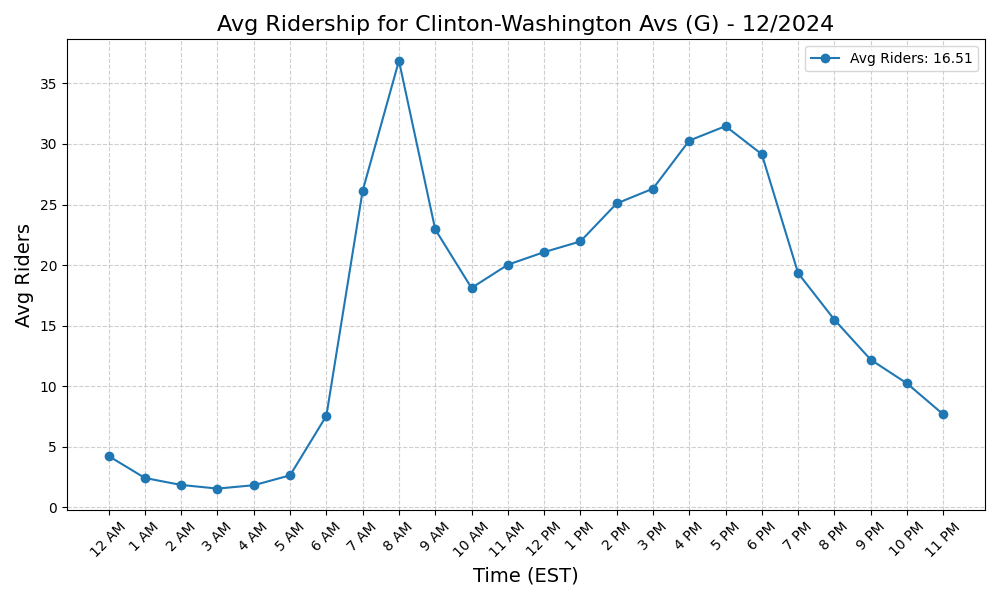 Avg Ridership for Clinton-Washington Avs (G) - 12/2024
Avg Riders: 16.51
Avg Riders
35
30
25
20
15
10
5
0
12 AM
1 AM
2 AM
3 AM
4 AM
5 AM
6 AM
7 AM
8 AM
9 AM
10 AM
11 AM
12 PM
1 PM
2 PM
3 PM
4 PM
5 PM
6 PM
7 PM
8 PM
9 PM
10 PM
11 PM
Time (EST)